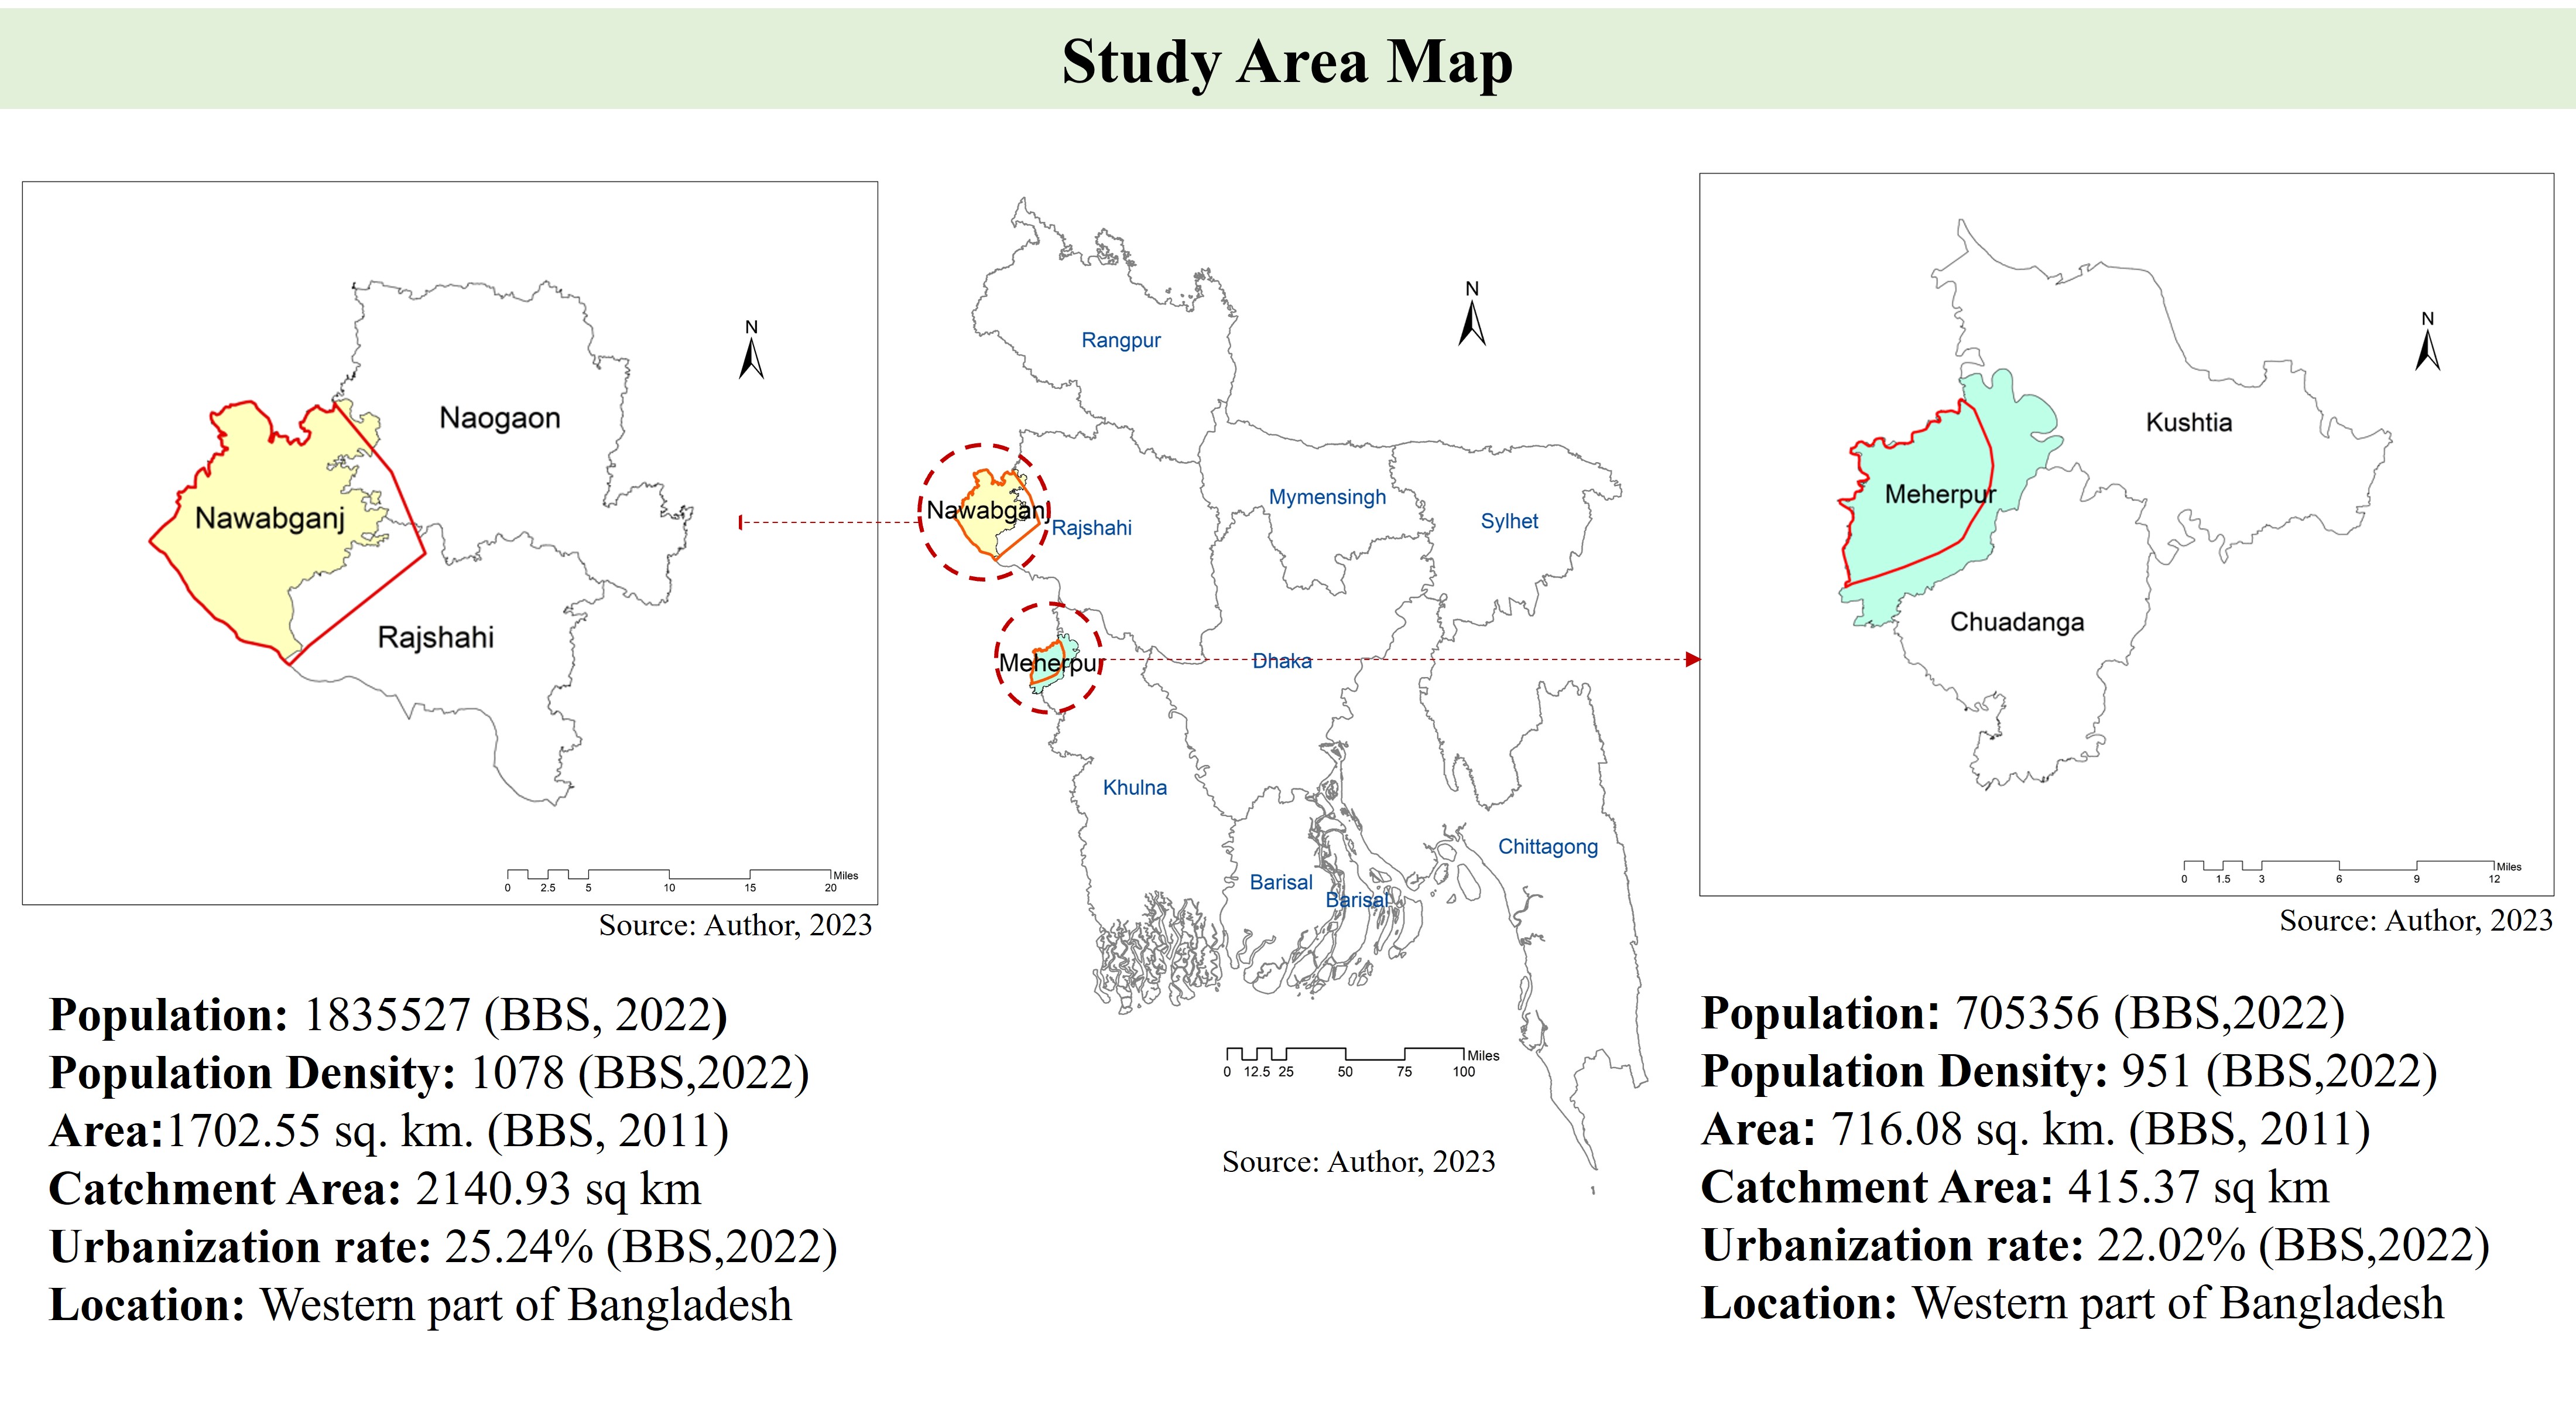 Study Area Map
N
Naogaon
Nawabganj
Rajshahi
0 2.5 5 10 15 20 Miles
Source: Author, 2023
N
Rangpur
Nawabganj
Rajshahi
Mymensingh
Sylhet
Meherpur
Dhaka
Khulna
Chittagong
Barisal
Barisal
0 12.5 25 50 75 100 Miles
Source: Author, 2023
N
Kushtia
Meherpur
Chuadanga
0 1.5 3 6 9 12 Miles
Source: Author, 2023
Population: 1835527 (BBS, 2022)
Population Density: 1078 (BBS,2022)
Area:1702.55 sq. km. (BBS, 2011)
Catchment Area: 2140.93 sq km
Urbanization rate: 25.24% (BBS,2022)
Location: Western part of Bangladesh
Population: 705356 (BBS,2022)
Population Density: 951 (BBS,2022)
Area: 716.08 sq. km. (BBS, 2011)
Catchment Area: 415.37 sq km
Urbanization rate: 22.02% (BBS,2022)
Location: Western part of Bangladesh